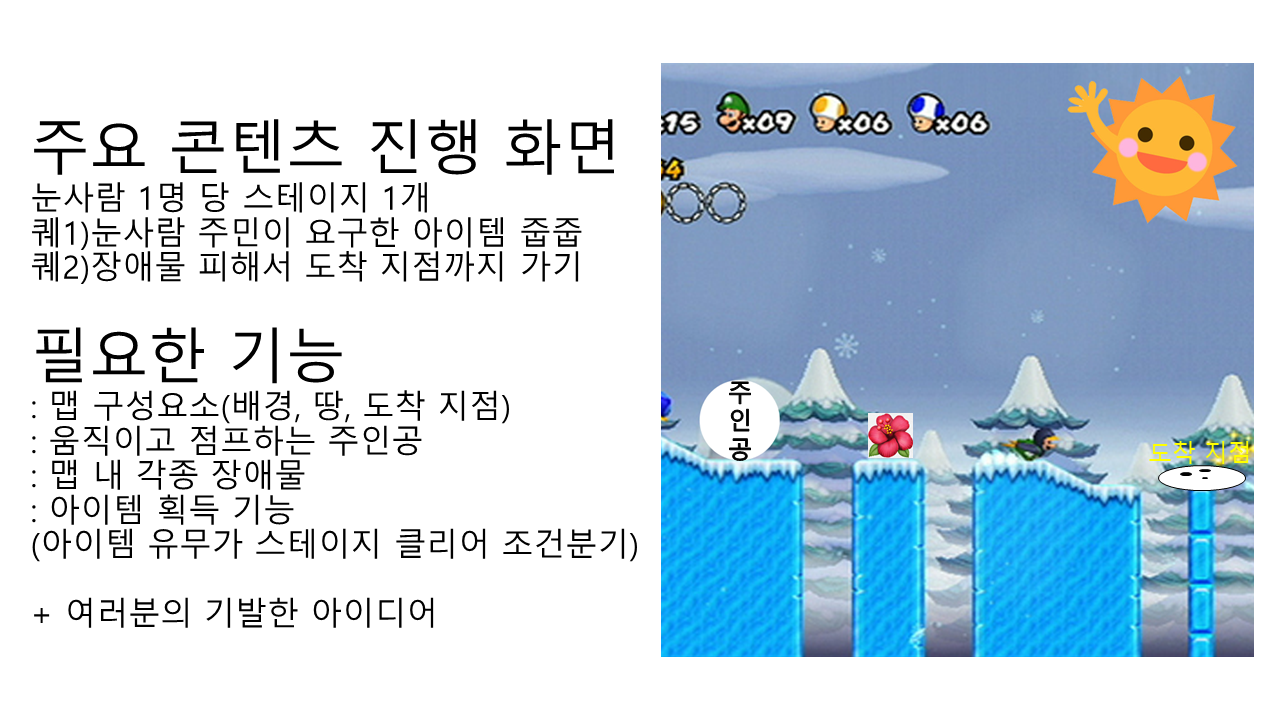 주요 콘텐츠 진행 화면
눈사람 1명 당 스테이지 1개
퀘1)눈사람 주민이 요구한 아이템 줍줍
퀘2)장애물 피해서 도착 지점까지 가기
필요한 기능
: 맵 구성요소(배경, 땅, 도착 지점)
: 움직이고 점프하는 주인공
: 맵 내 각종 장애물
: 아이템 획득 기능
(아이템 유무가 스테이지 클리어 조건분기)
+ 여러분의 기발한 아이디어
x09 x06 x06
주
인
공
도착 지점